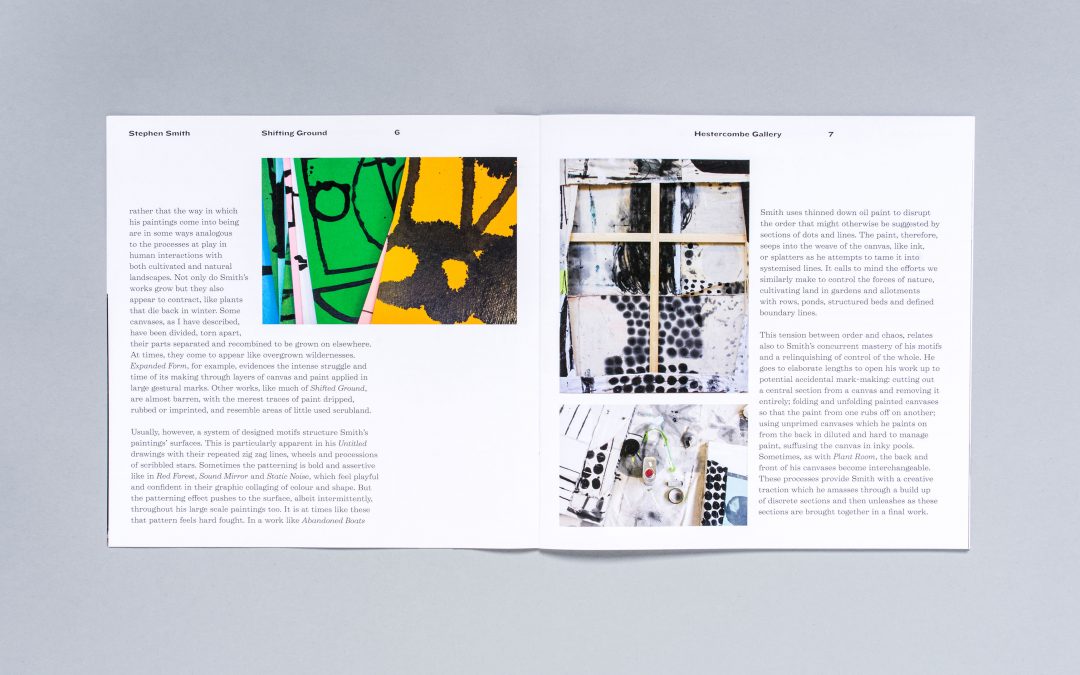 Stephen Smith
Shifting Ground
6
rather that the way in which
his paintings come into being
are in some ways analogous
to the processes at play in
human interactions with
both cultivated and natural
landscapes. Not only do Smith's
works grow but they also
appear to contract, like plants
that die back in winter. Some
canvases, as I have described,
have been divided, torn apart,
their parts separated and recombined to be grown on elsewhere.
At times, they come to appear like overgrown wildernesses.
Expanded Form, for example, evidences the intense struggle and
time of its making through layers of canvas and paint applied in
large gestural marks. Other works, like much of Shifted Ground,
are almost barren, with the merest traces of paint dripped,
rubbed or imprinted, and resemble areas of little used scrubland.
Usually, however, a system of designed motifs structure Smith's
paintings' surfaces. This is particularly apparent in his Untitled
drawings with their repeated zig zag lines, wheels and processions
of scribbled stars. Sometimes the patterning is bold and assertive
like in Red Forest, Sound Mirror and Static Noise, which feel playful
and confident in their graphic collaging of colour and shape. But
the patterning effect pushes to the surface, albeit intermittently,
throughout his large scale paintings too. It is at times like these
that pattern feels hard fought. In a work like Abandoned Boats
Hestercombe Gallery
7
Smith uses thinned down oil paint to disrupt
the order that might otherwise be suggested by
sections of dots and lines. The paint, therefore,
seeps into the weave of the canvas, like ink,
or splatters as he attempts to tame it into
systemised lines. It calls to mind the efforts we
similarly make to control the forces of nature,
cultivating land in gardens and allotments
with rows, ponds, structured beds and defined
boundary lines.
This tension between order and chaos, relates
also to Smith's concurrent mastery of his motifs
and a relinquishing of control of the whole. He
goes to elaborate lengths to open his work up to
potential accidental mark-making: cutting out
a central section from a canvas and removing it
entirely; folding and unfolding painted canvases
so that the paint from one rubs off on another;
using unprimed canvases which he paints on
from the back in diluted and hard to manage
paint, suffusing the canvas in inky pools.
Sometimes, as with Plant Room, the back and
front of his canvases become interchangeable.
These processes provide Smith with a creative
traction which he amasses through a build up
of discrete sections and then unleashes as these
sections are brought together in a final work.